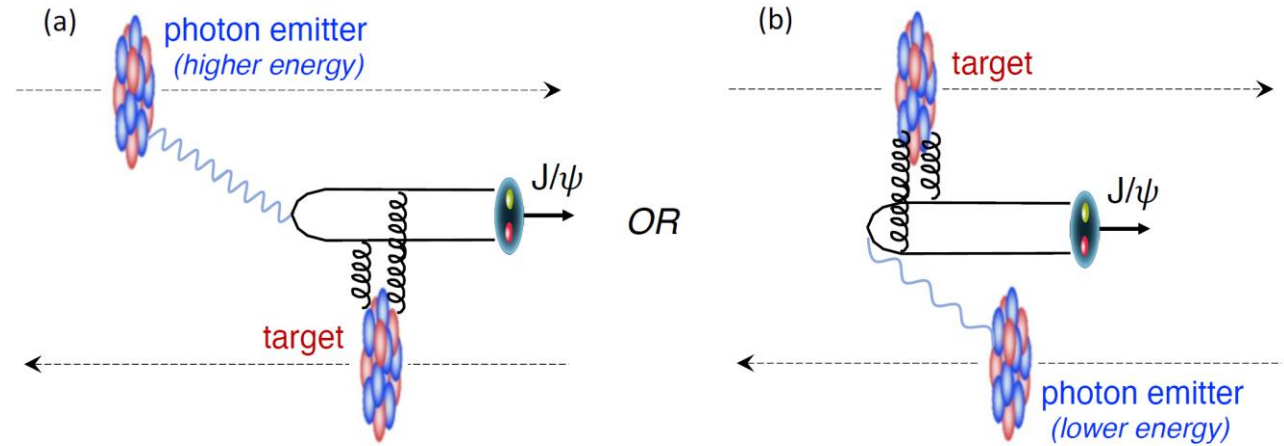 (a)
photon emitter
(higher energy)
J/ψ
target
OR
(b)
target
J/ψ
photon emitter
(lower energy)